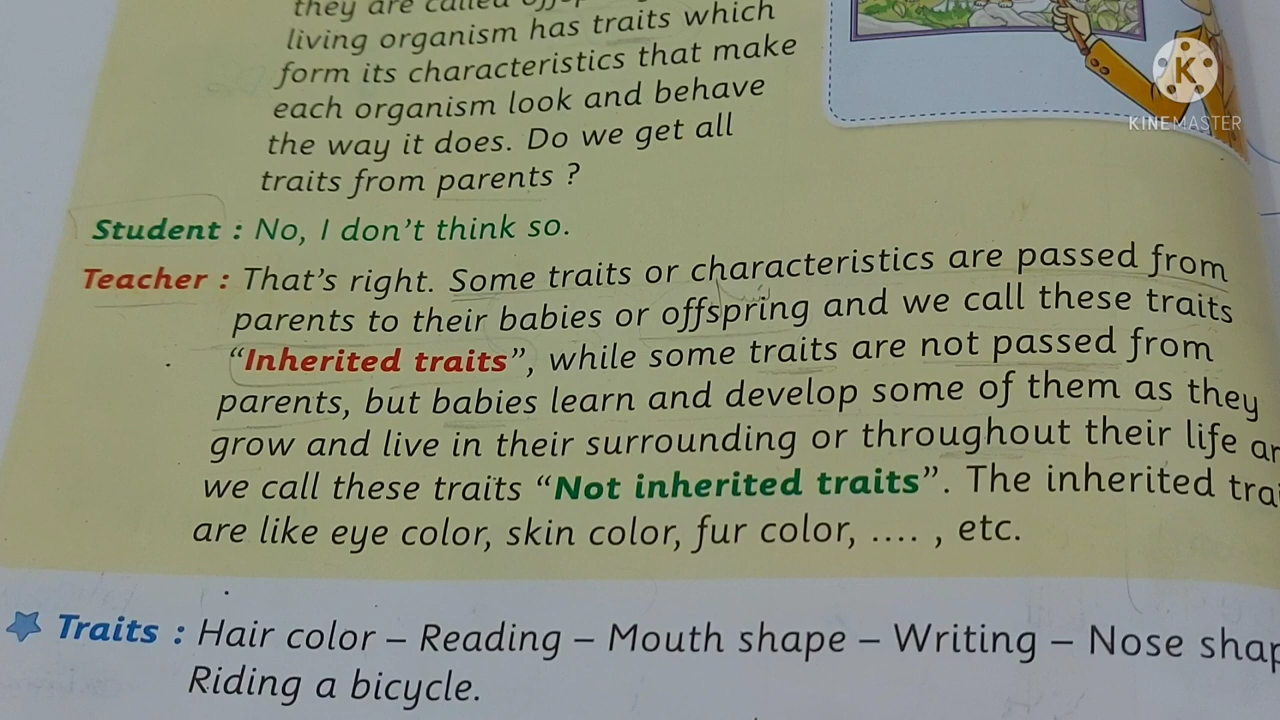 they are called
living organism has traits which
form its characteristics that make
each organism look and behave
the way it does. Do we get all
traits from parents ?
Student : No, I don't think so.
Teacher : That's right. Some traits or characteristics are passed from
parents to their babies or offspring and we call these traits
"Inherited traits", while some traits are not passed from
parents, but babies learn and develop some of them as they
grow and live in their surrounding or throughout their life
we call these traits "Not inherited traits". The inherited
are like eye color, skin color, fur color, .... , etc.
Traits : Hair color – Reading – Mouth shape – Writing – Nose
Riding a bicycle.
K
KINEMASTER